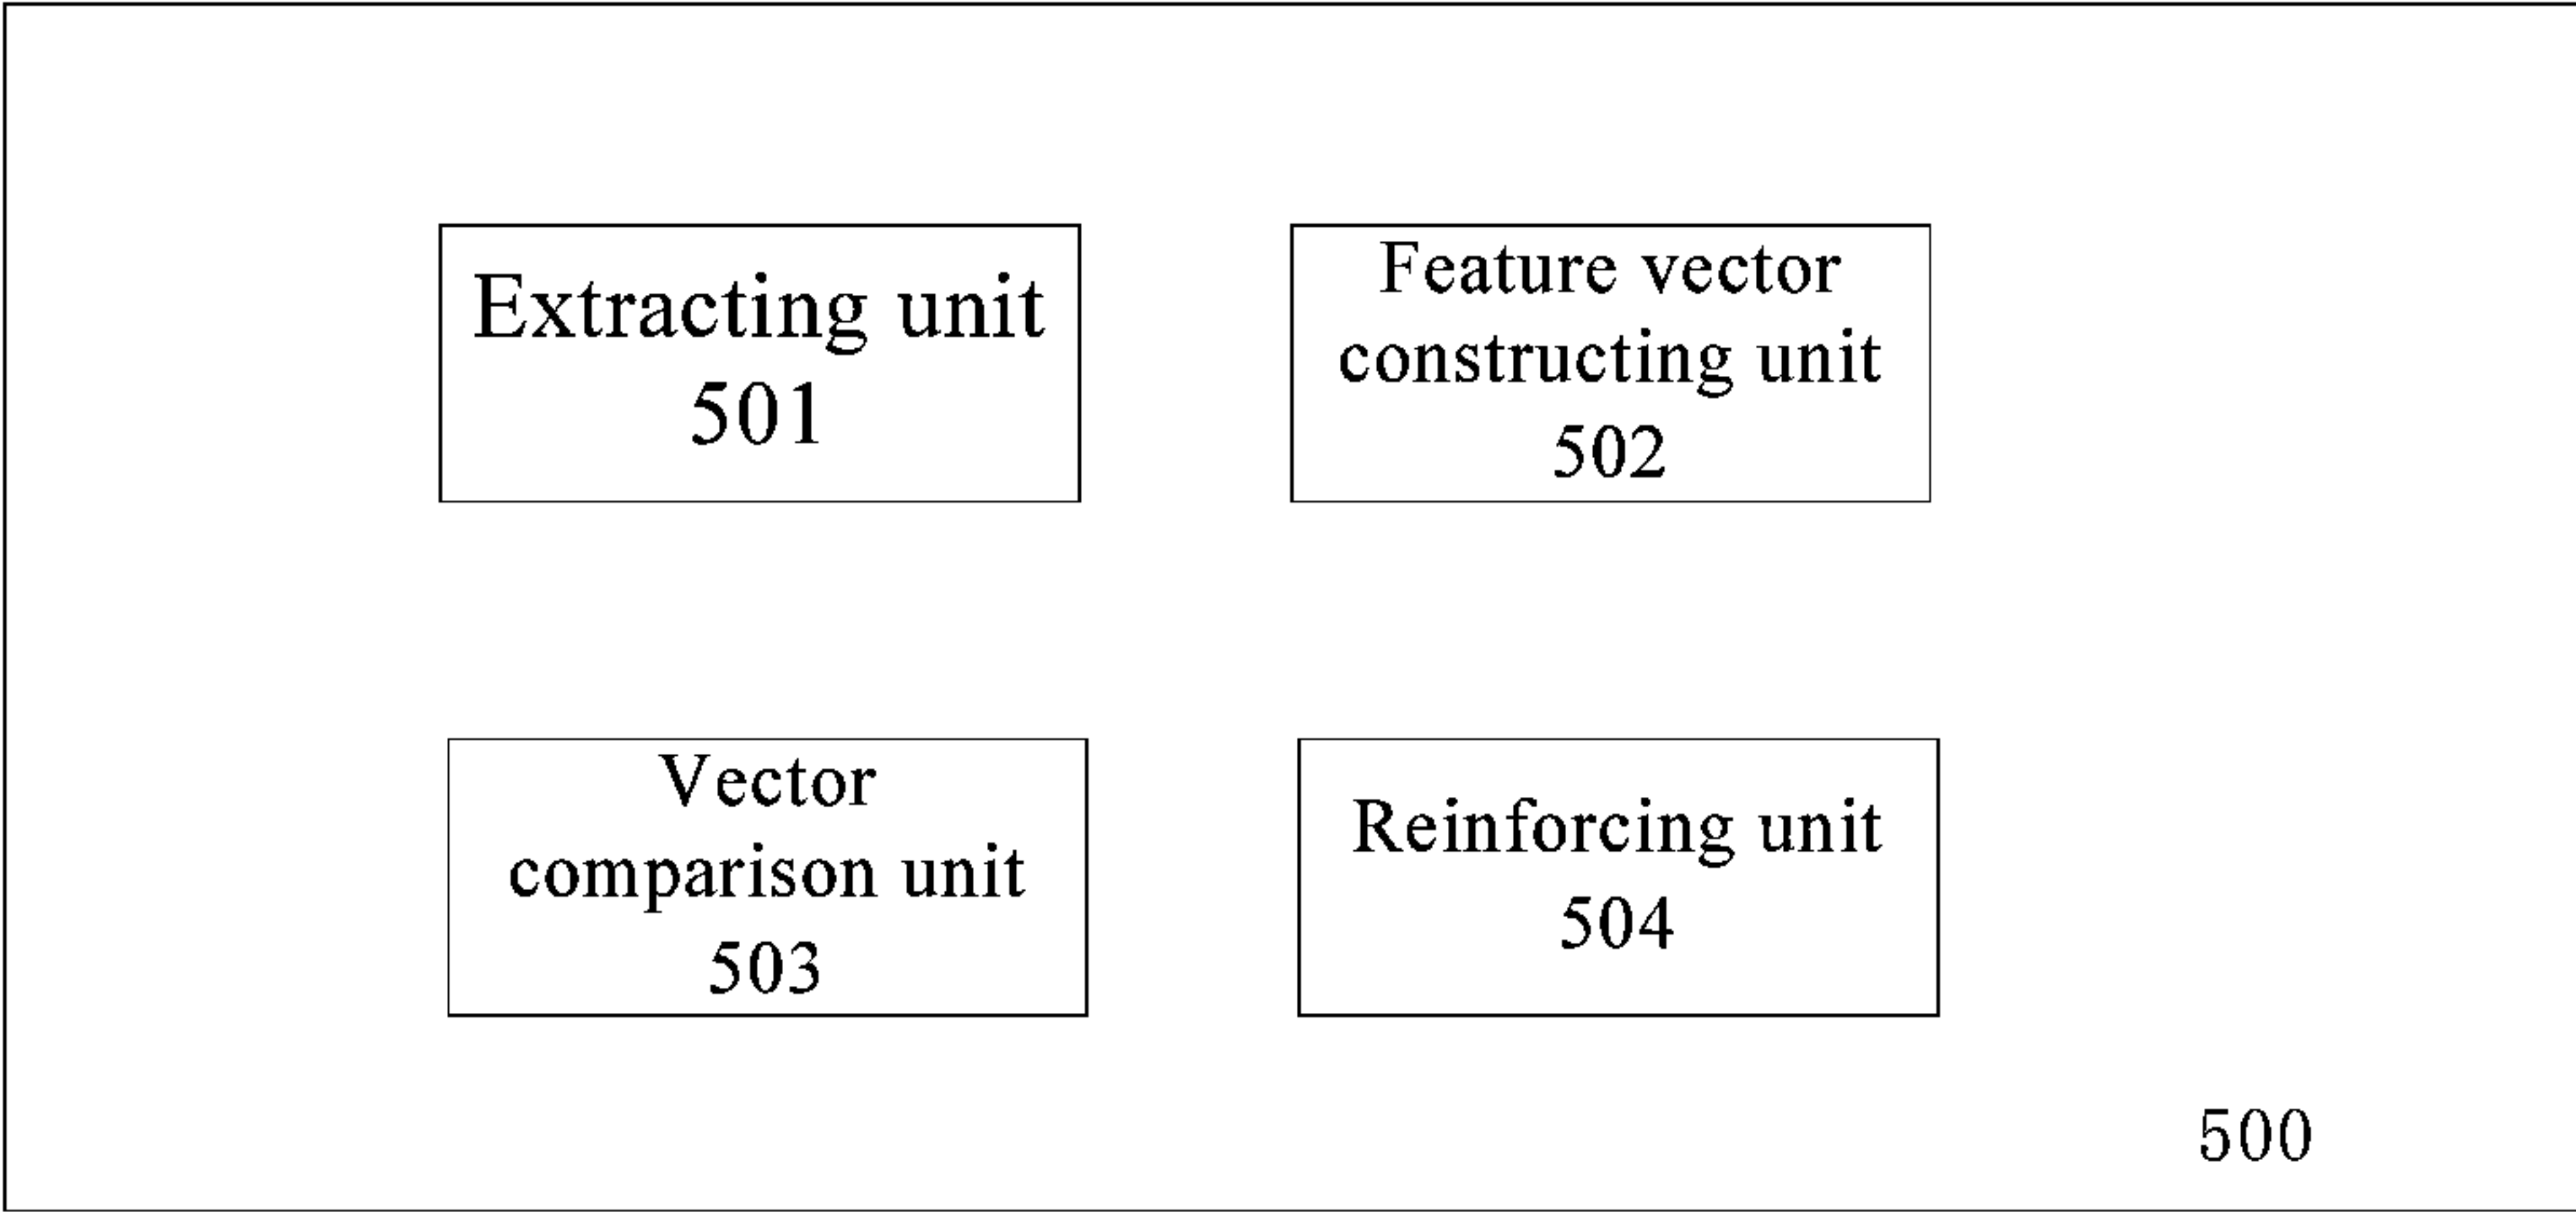 Extracting unit
501
Feature vector
constructing unit
502
Vector
comparison unit
503
Reinforcing unit
504
500